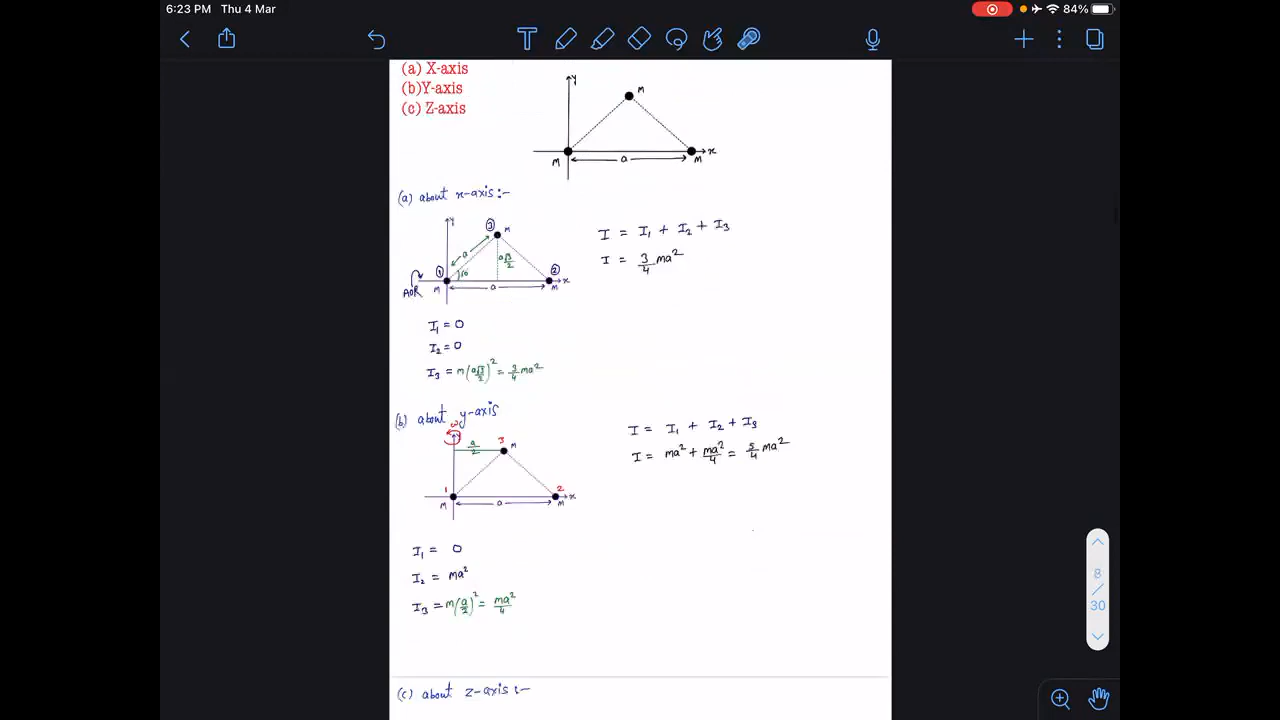 6:23 PM Thu 4 Mar
84%
(a) X-axis
(b)Y-axis
(c) Z-axis
y
M
M
a
M
x
(a) about x-axis:-
y
3
M
a
a√3/2
1
60
2
AOR
M
a
M
x
I = I₁ + I₂ + I₃
I = 3/4 ma²
I₁ = 0
I₂ = 0
I₃ = m(a√3/2)² = 3/4 ma²
(b) about y-axis
ω
y
a/2
3
M
1
2
x
M
a
M
I = I₁ + I₂ + I₃
I = ma² + ma²/4 = 5/4 ma²
I₁ = 0
I₂ = ma²
I₃ = m(a/2)² = ma²/4
8
/
30
(c) about z-axis :-